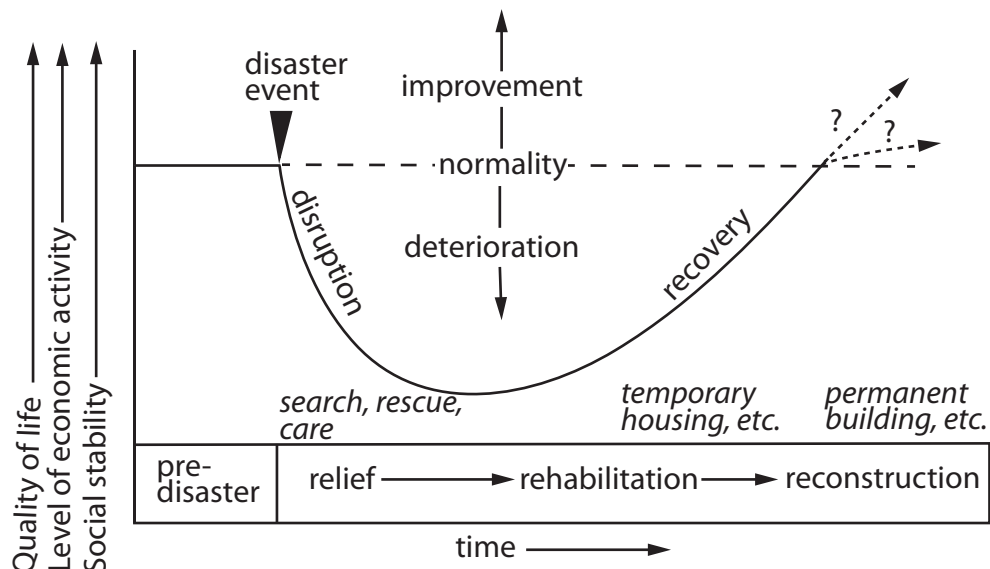 disaster
event
improvement
?
?
normality
disruption
deterioration
recovery
search, rescue,
care
temporary
housing, etc.
permanent
building, etc.
pre-
disaster
relief
rehabilitation
reconstruction
time
Quality of life
Level of economic activity
Social stability